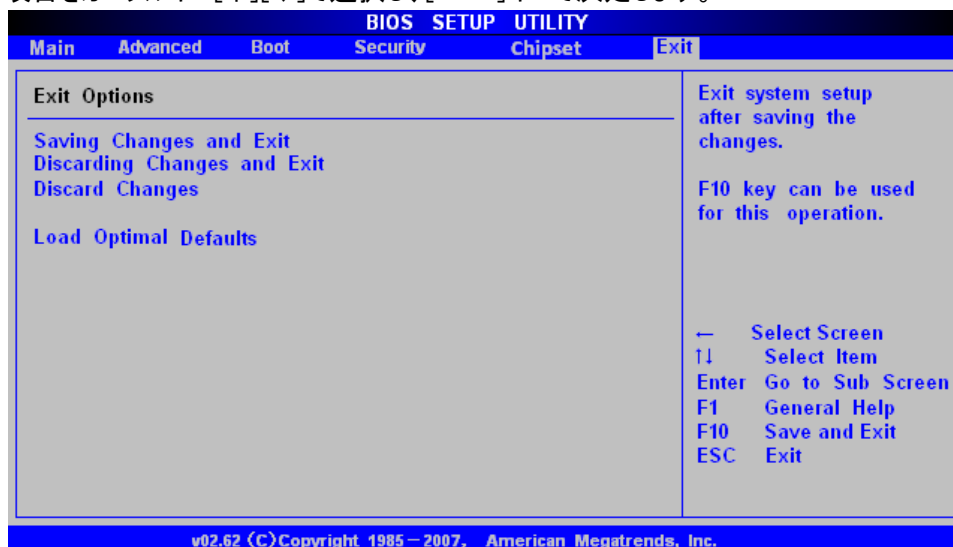 BIOS SETUP UTILITY
Main Advanced Boot Security Chipset Exit
Exit Options
Saving Changes and Exit
Discarding Changes and Exit
Discard Changes
Load Optimal Defaults
Exit system setup
after saving the
changes.
F10 key can be used
for this operation.
← Select Screen
↑↓ Select Item
Enter Go to Sub Screen
F1 General Help
F10 Save and Exit
ESC Exit
v02.62 (C)Copyright 1985－2007, American Megatrends, Inc.